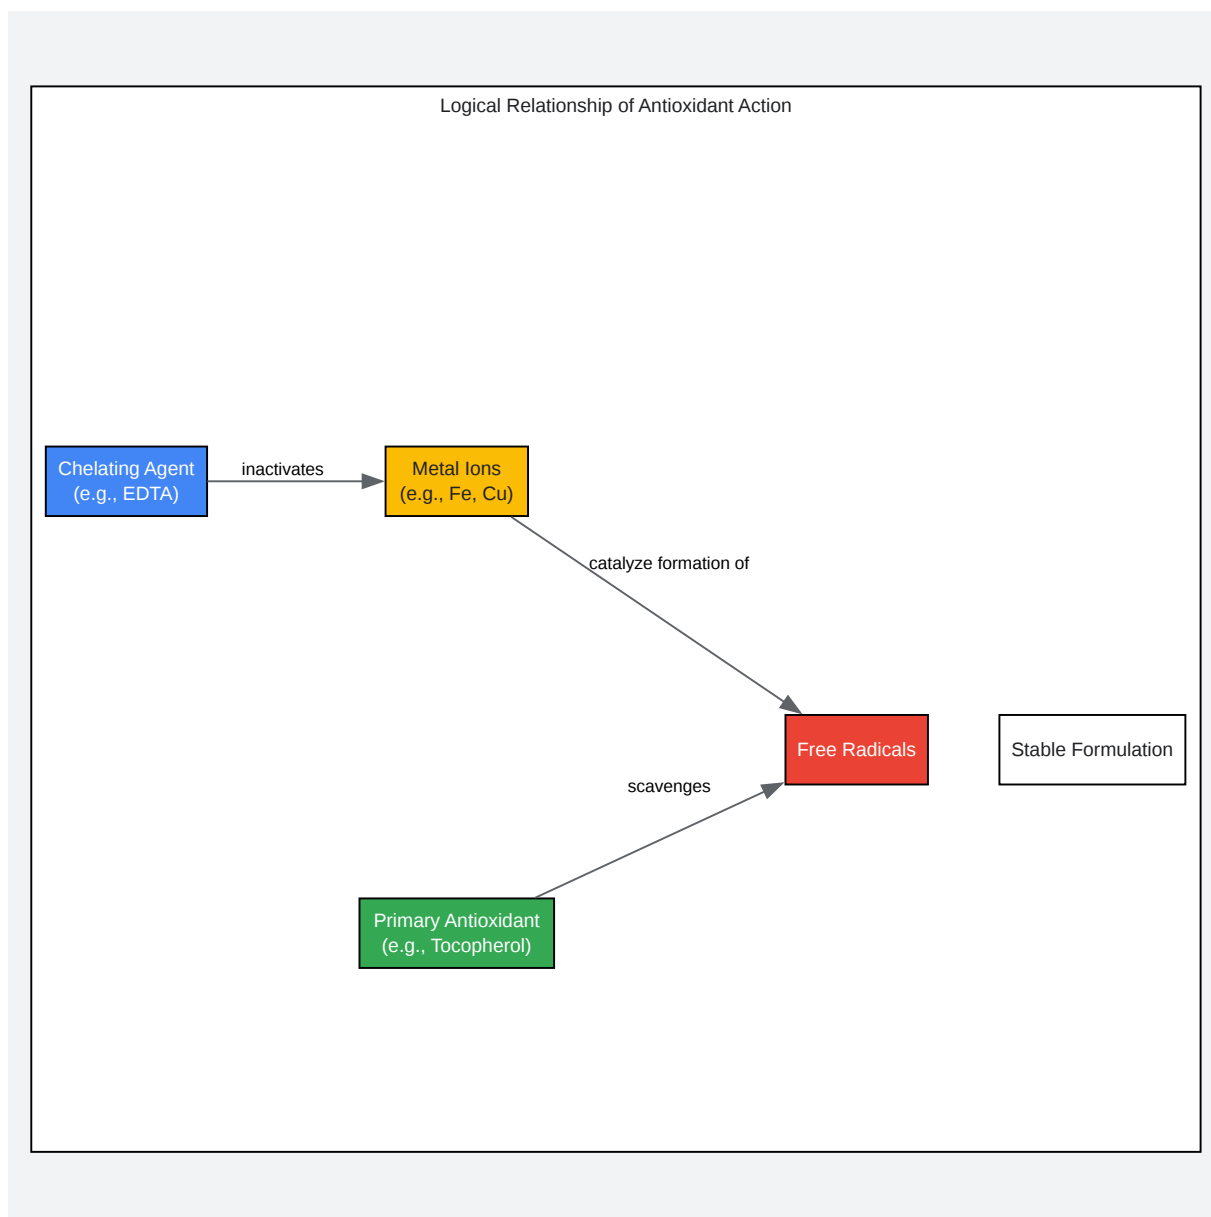 Logical Relationship of Antioxidant Action
Chelating Agent
(e.g., EDTA)
inactivates
Metal Ions
(e.g., Fe, Cu)
catalyze formation of
Free Radicals
Stable Formulation
scavenges
Primary Antioxidant
(e.g., Tocopherol)